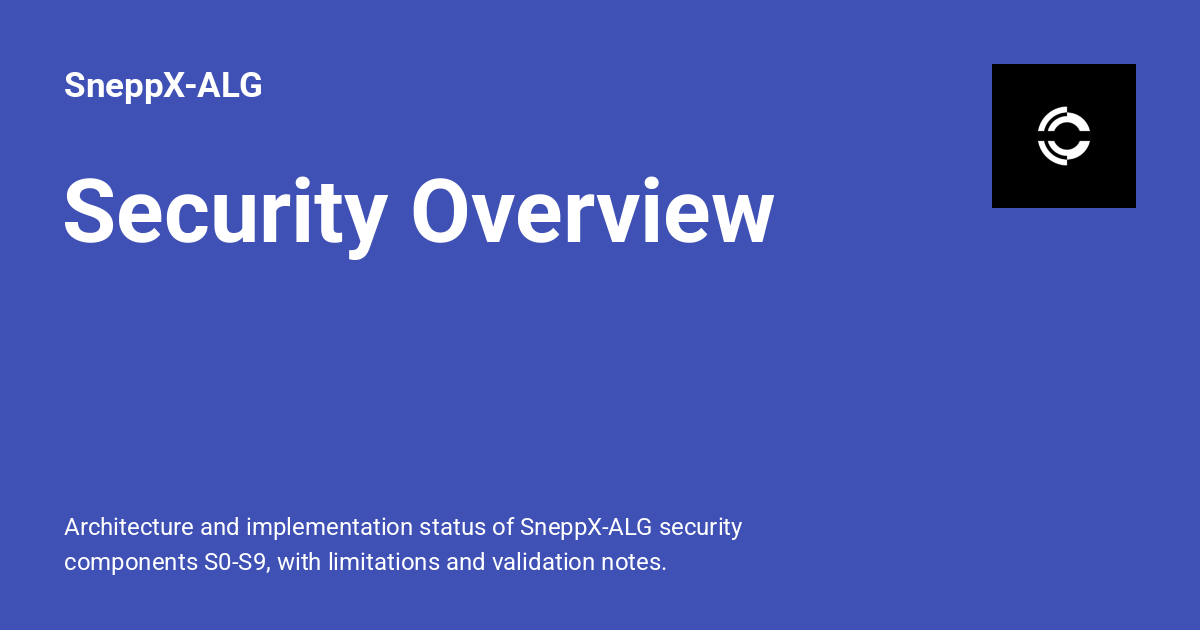 SneppX-ALG
Security Overview
Architecture and implementation status of SneppX-ALG security
components S0-S9, with limitations and validation notes.